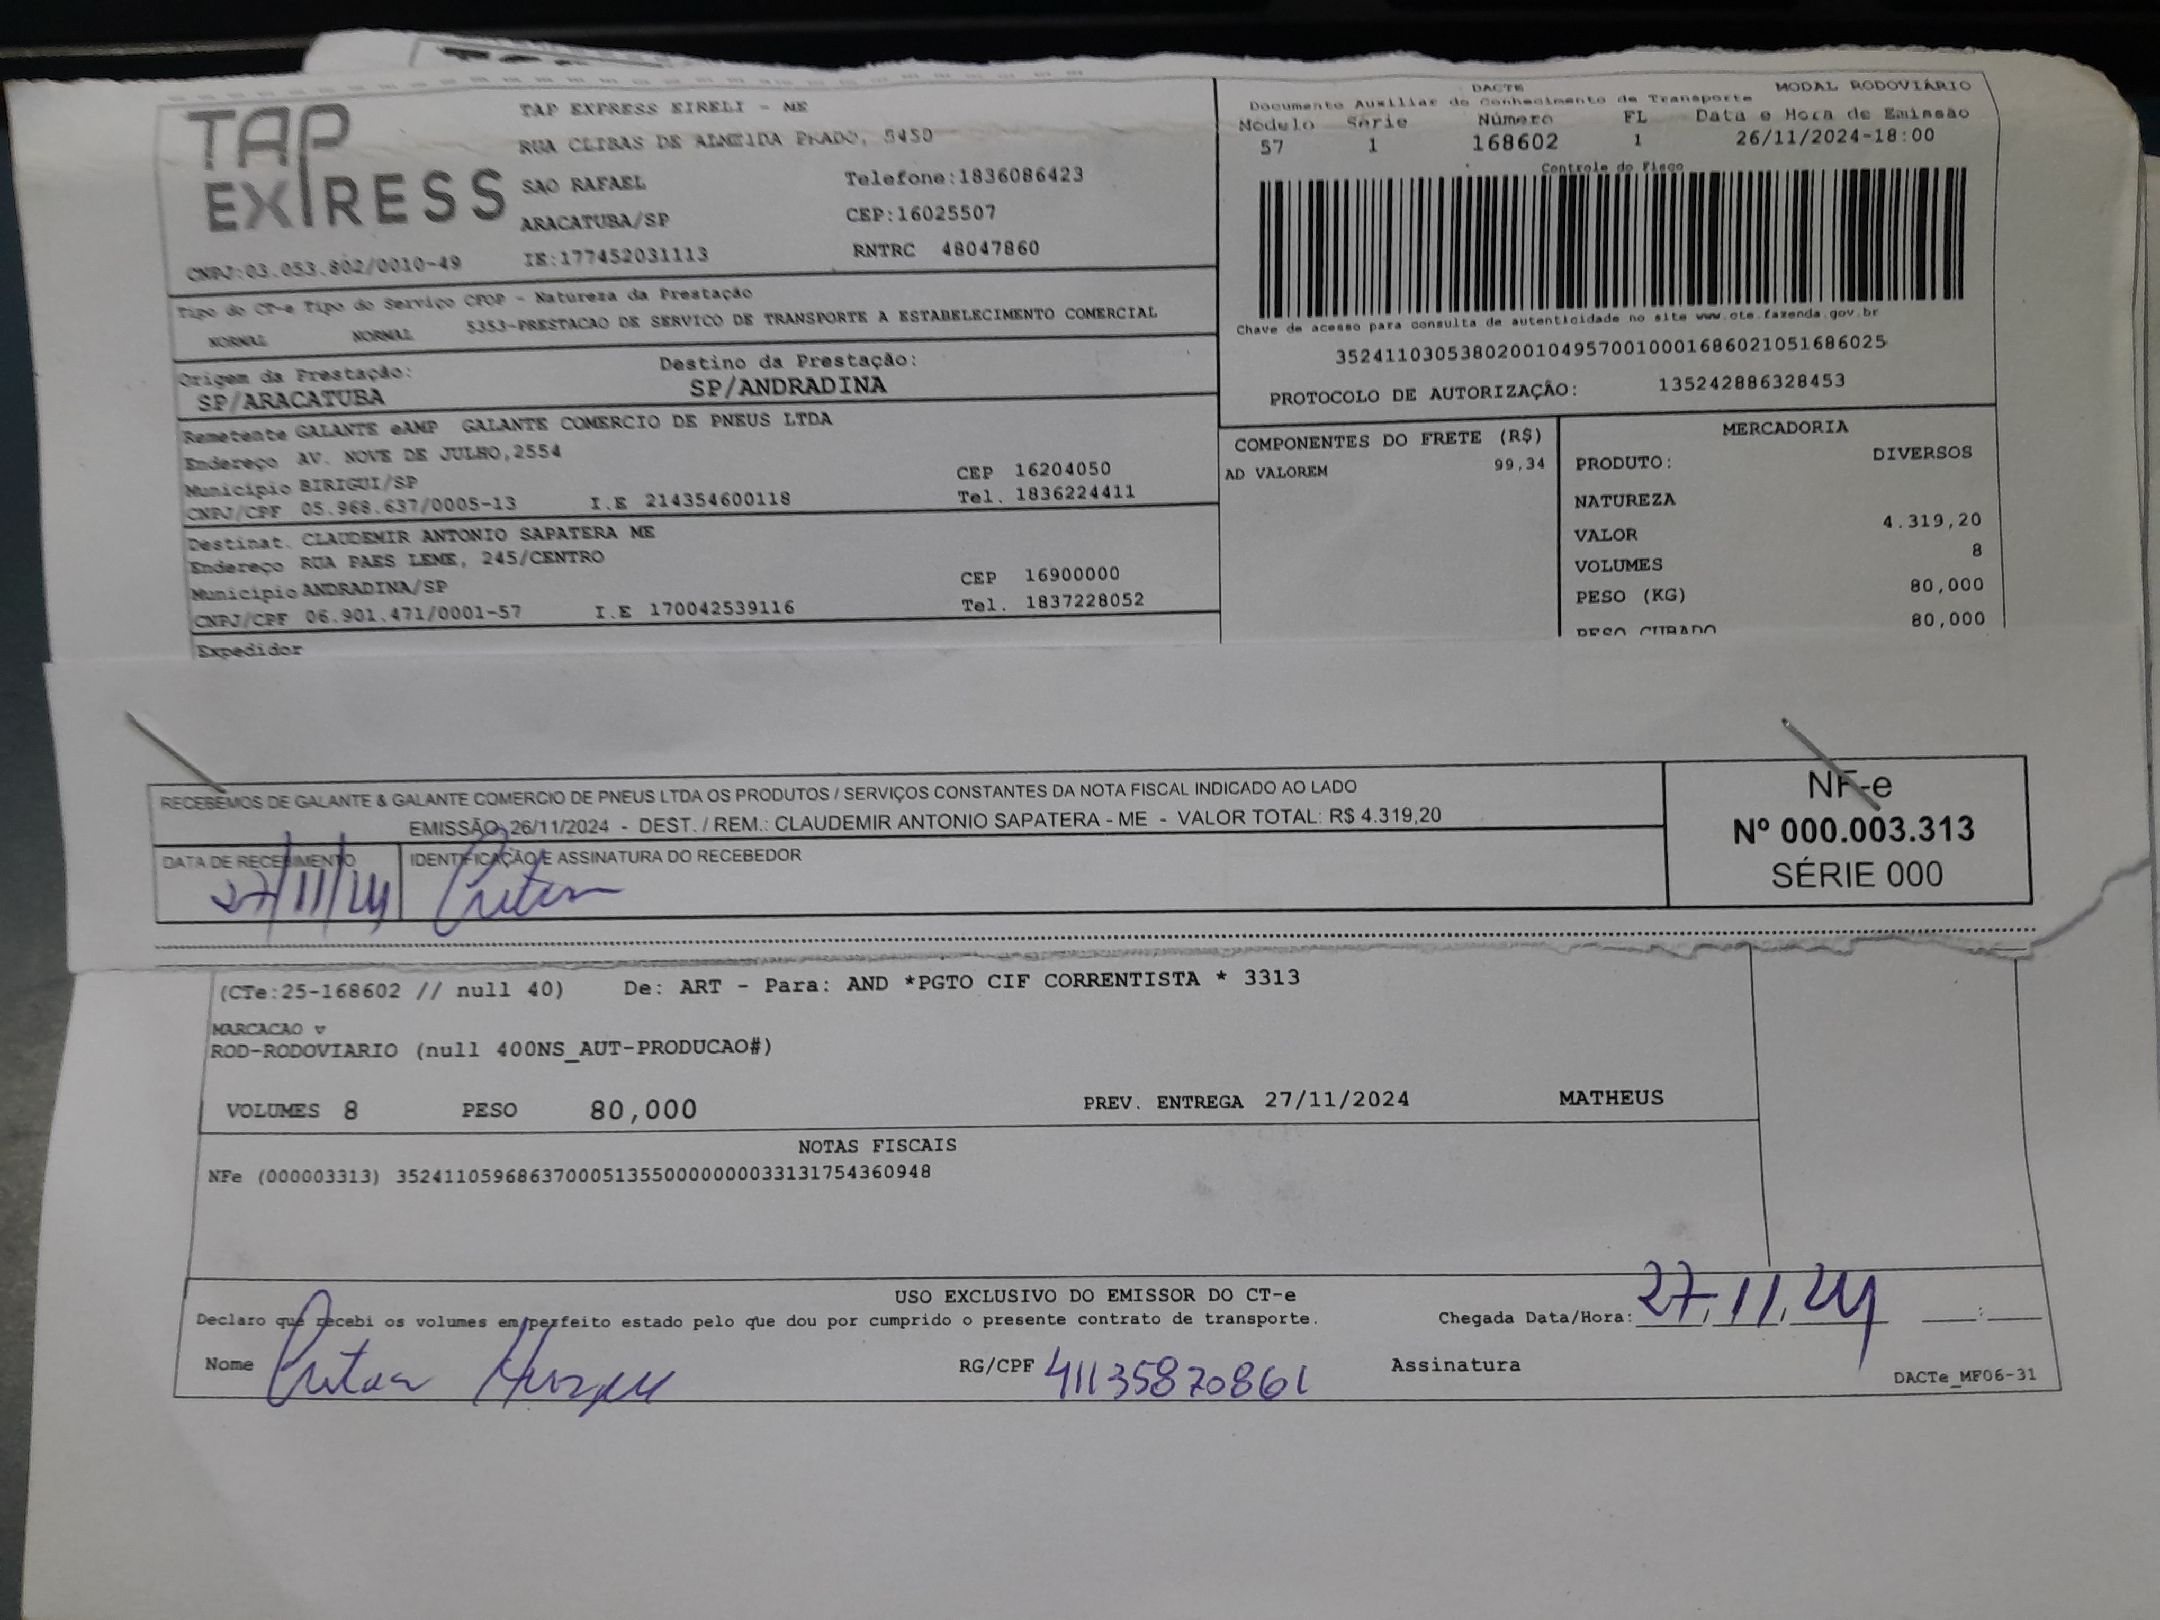 TAP EXPRESS
TAP EXPRESS EIRELI - ME
RUA CLIBAS DE ALMEIDA PRADO, 5450
SAO RAFAEL Telefone:1836086423
ARACATUBA/SP CEP:16025507
CNPJ:03.053.802/0010-49 IE:177452031113 RNTRC 48047860
DACTE MODAL RODOVIÁRIO
Documento Auxiliar do Conhecimento de Transporte
Módelo Serie Número FL Data e Hora de Emissão
57 1 168602 1 26/11/2024-18:00
Controle do Fisco
Chave de acesso para consulta de autenticidade no site www.cte.fazenda.gov.br
35241103053802001049570010001686021051686025
PROTOCOLO DE AUTORIZAÇÃO: 135242886328453
Tipo do CT-e Tipo do Serviço CFOP - Natureza da Prestação
NORMAL NORMAL 5353-PRESTACAO DE SERVICO DE TRANSPORTE A ESTABELECIMENTO COMERCIAL
Origem da Prestação: Destino da Prestação:
SP/ARACATUBA SP/ANDRADINA
Remetente GALANTE eAMP GALANTE COMERCIO DE PNEUS LTDA
Endereço AV. NOVE DE JULHO,2554
Município BIRIGUI/SP CEP 16204050
CNPJ/CPF 05.968.637/0005-13 I.E 214354600118 Tel. 1836224411
Destinat. CLAUDEMIR ANTONIO SAPATERA ME
Endereço RUA PAES LEME, 245/CENTRO
Município ANDRADINA/SP CEP 16900000
CNPJ/CPF 06.901.471/0001-57 I.E 170042539116 Tel. 1837228052
Expedidor
COMPONENTES DO FRETE (R$)
AD VALOREM 99,34
MERCADORIA
PRODUTO: DIVERSOS
NATUREZA
VALOR 4.319,20
VOLUMES 8
PESO (KG) 80,000
PESO CUBADO 80,000
RECEBEMOS DE GALANTE & GALANTE COMERCIO DE PNEUS LTDA OS PRODUTOS / SERVIÇOS CONSTANTES DA NOTA FISCAL INDICADO AO LADO
EMISSÃO: 26/11/2024 - DEST. / REM.: CLAUDEMIR ANTONIO SAPATERA - ME - VALOR TOTAL: R$ 4.319,20
DATA DE RECEBIMENTO IDENTIFICAÇÃO E ASSINATURA DO RECEBEDOR
27/11/24
NF-e
Nº 000.003.313
SÉRIE 000
(CTe:25-168602 // null 40) De: ART - Para: AND *PGTO CIF CORRENTISTA * 3313
MARCACAO v
ROD-RODOVIARIO (null 400NS_AUT-PRODUCAO#)
VOLUMES 8 PESO 80,000 PREV. ENTREGA 27/11/2024 MATHEUS
NOTAS FISCAIS
NFe (000003313) 35241105968637000513550000000033131754360948
USO EXCLUSIVO DO EMISSOR DO CT-e
Declaro que recebi os volumes em perfeito estado pelo que dou por cumprido o presente contrato de transporte. Chegada Data/Hora: 27.11.24 :
Nome RG/CPF 41135870861 Assinatura
DACTe_MF06-31